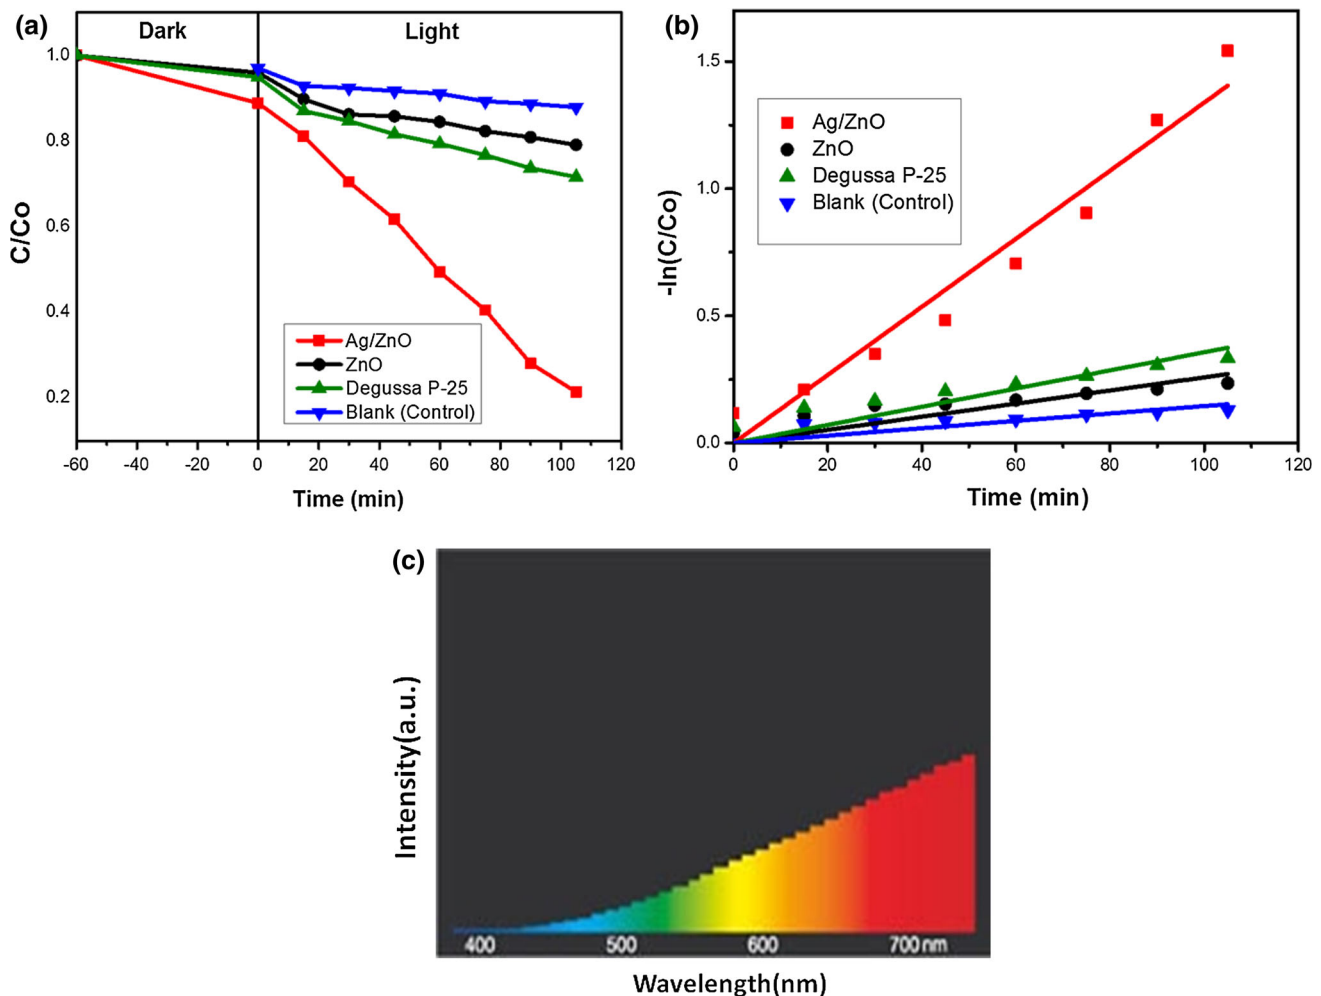 (a)
Dark
Light
1.0
0.8
0.6
0.4
0.2
C/Co
Ag/ZnO
ZnO
Degussa P-25
Blank (Control)
-60 -40 -20 0 20 40 60 80 100 120
Time (min)
(b)
-1.5
1.0
0.5
0.0
-ln(C/Co)
Ag/ZnO
ZnO
Degussa P-25
Blank (Control)
0 20 40 60 80 100 120
Time (min)
(c)
Intensity(a.u.)
400 500 600 700nm
Wavelength(nm)